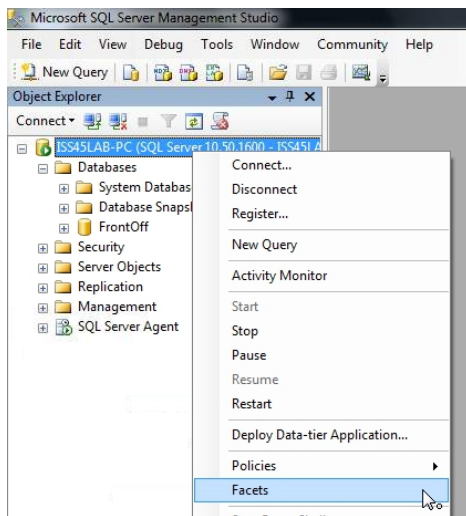 Microsoft SQL Server Management Studio
File Edit View Debug Tools Window Community Help
New Query
Object Explorer
Connect
ISS45LAB-PC (SQL Server 10.50.1600 - ISS45LA
Databases
System Databas
Database Snapsl
FrontOff
Security
Server Objects
Replication
Management
SQL Server Agent
Connect...
Disconnect
Register...
New Query
Activity Monitor
Start
Stop
Pause
Resume
Restart
Deploy Data-tier Application...
Policies
Facets